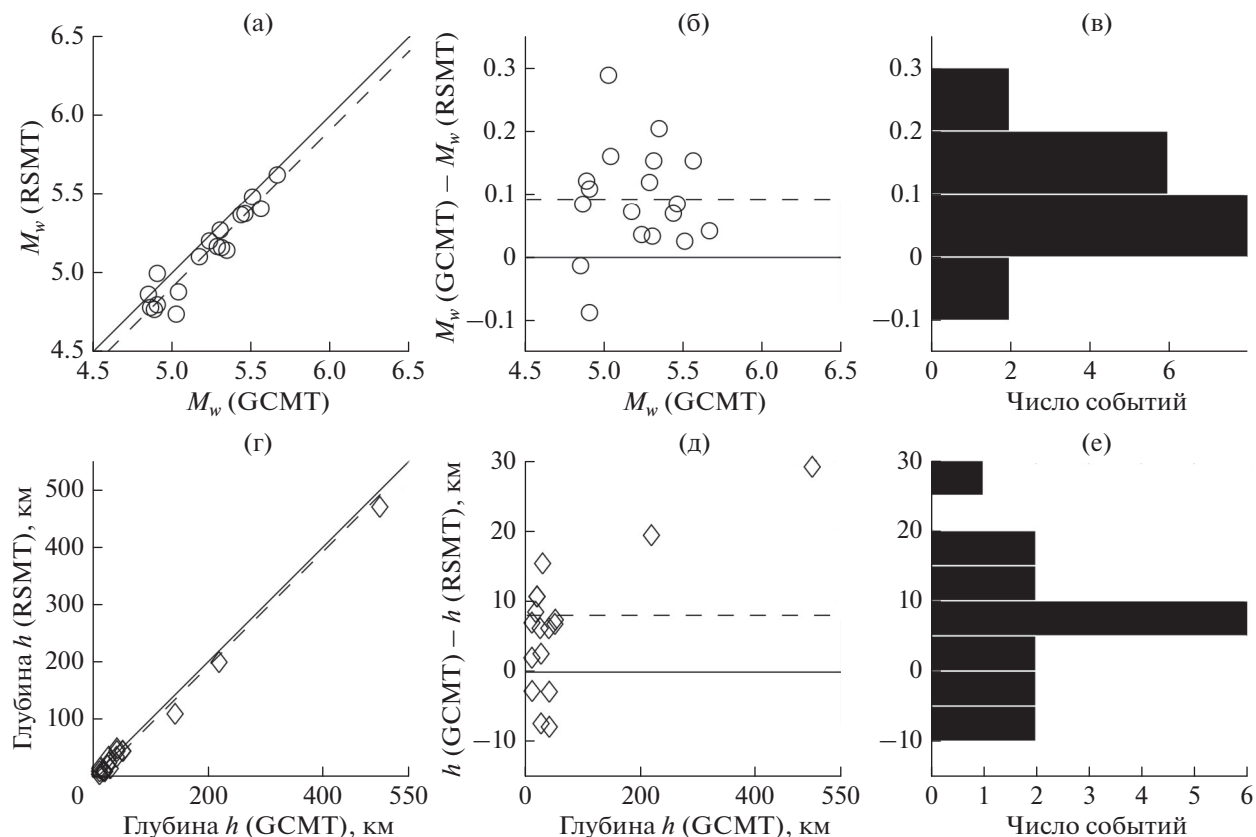 (а)
6.5
6.0
5.5
5.0
4.5
4.5 5.0 5.5 6.0 6.5
M_w (RSMT)
M_w (GCMT)
(б)
0.3
0.2
0.1
0
−0.1
4.5 5.0 5.5 6.0 6.5
M_w (GCMT) − M_w (RSMT)
M_w (GCMT)
(в)
0.3
0.2
0.1
0
−0.1
0 2 4 6
Число событий
(г)
500
400
300
200
100
0 200 400 550
Глубина h (RSMT), км
Глубина h (GCMT), км
(д)
30
20
10
0
−10
0 200 400 550
h (GCMT) − h (RSMT), км
Глубина h (GCMT), км
(е)
30
20
10
0
−10
0 1 2 3 4 5 6
Число событий